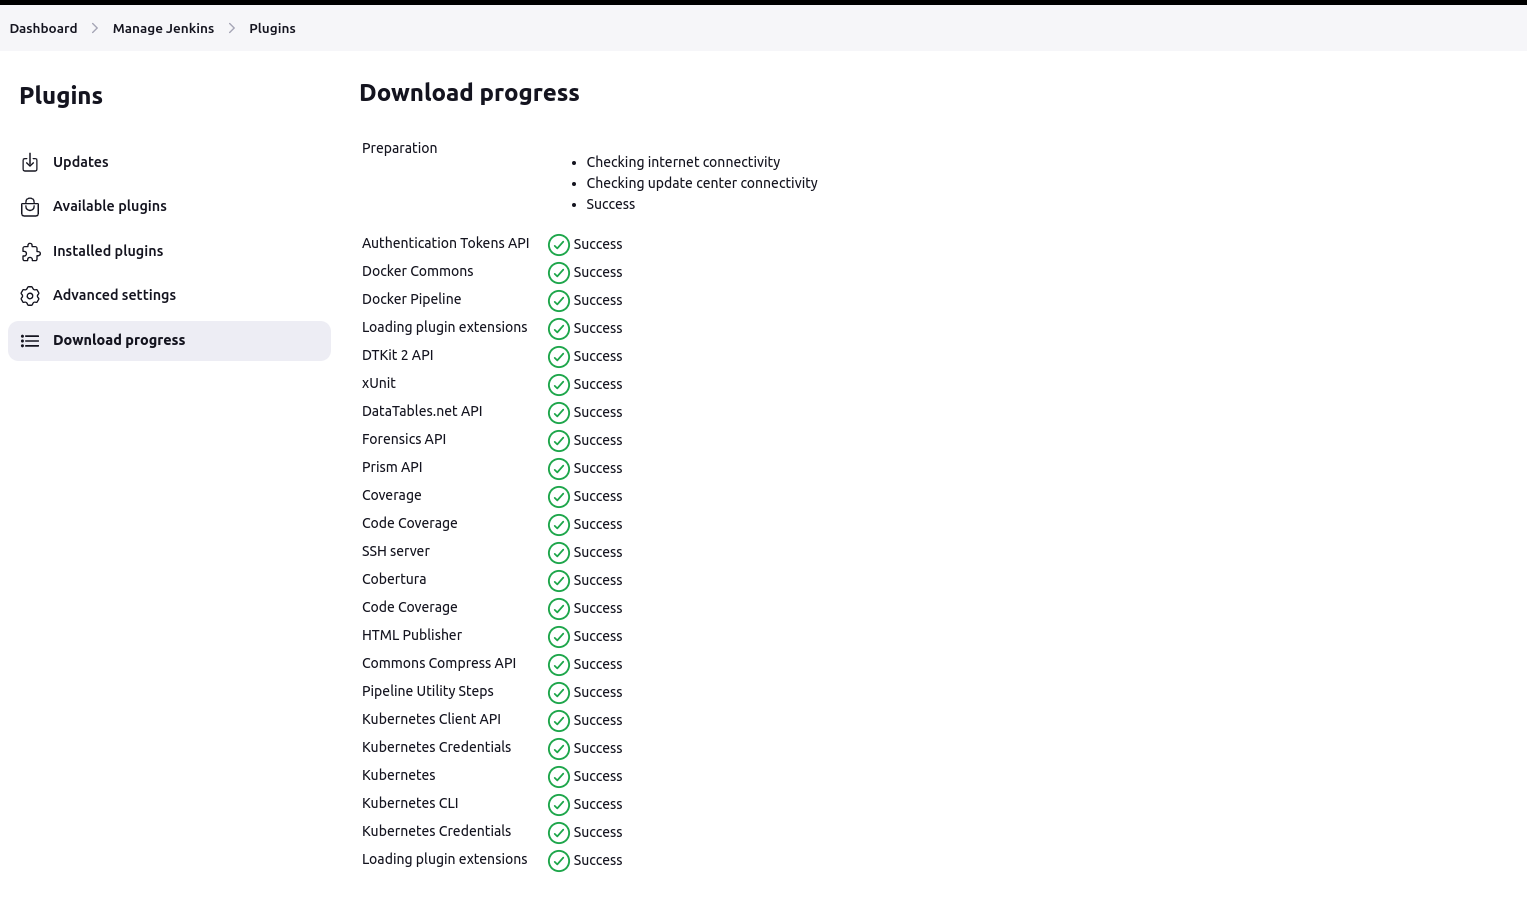 Dashboard Manage Jenkins Plugins
Plugins
Updates
Available plugins
Installed plugins
Advanced settings
Download progress
Download progress
Preparation
Checking internet connectivity
Checking update center connectivity
Success
Authentication Tokens API Success
Docker Commons Success
Docker Pipeline Success
Loading plugin extensions Success
DTKit 2 API Success
xUnit Success
DataTables.net API Success
Forensics API Success
Prism API Success
Coverage Success
Code Coverage Success
SSH server Success
Cobertura Success
Code Coverage Success
HTML Publisher Success
Commons Compress API Success
Pipeline Utility Steps Success
Kubernetes Client API Success
Kubernetes Credentials Success
Kubernetes Success
Kubernetes CLI Success
Kubernetes Credentials Success
Loading plugin extensions Success